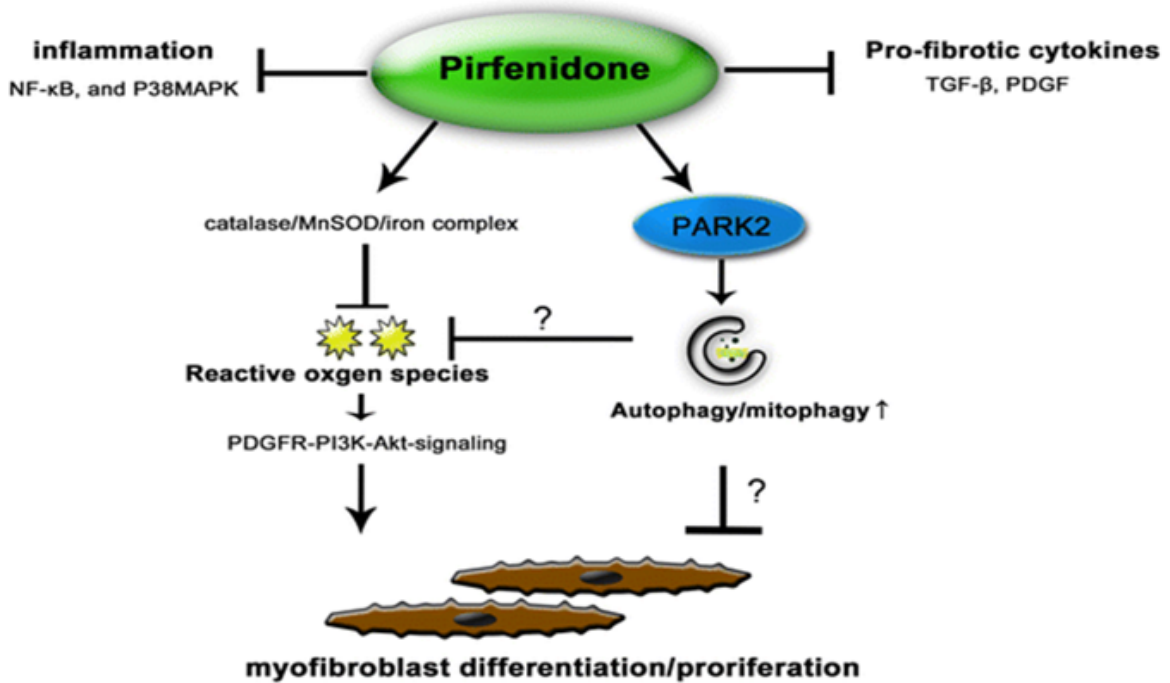 Pirfenidone
inflammation
NF-κB, and P38MAPK
Pro-fibrotic cytokines
TGF-β, PDGF
catalase/MnSOD/iron complex
PARK2
?
Reactive oxgen species
Autophagy/mitophagy↑
PDGFR-PI3K-Akt-signaling
?
myofibroblast differentiation/proriferation